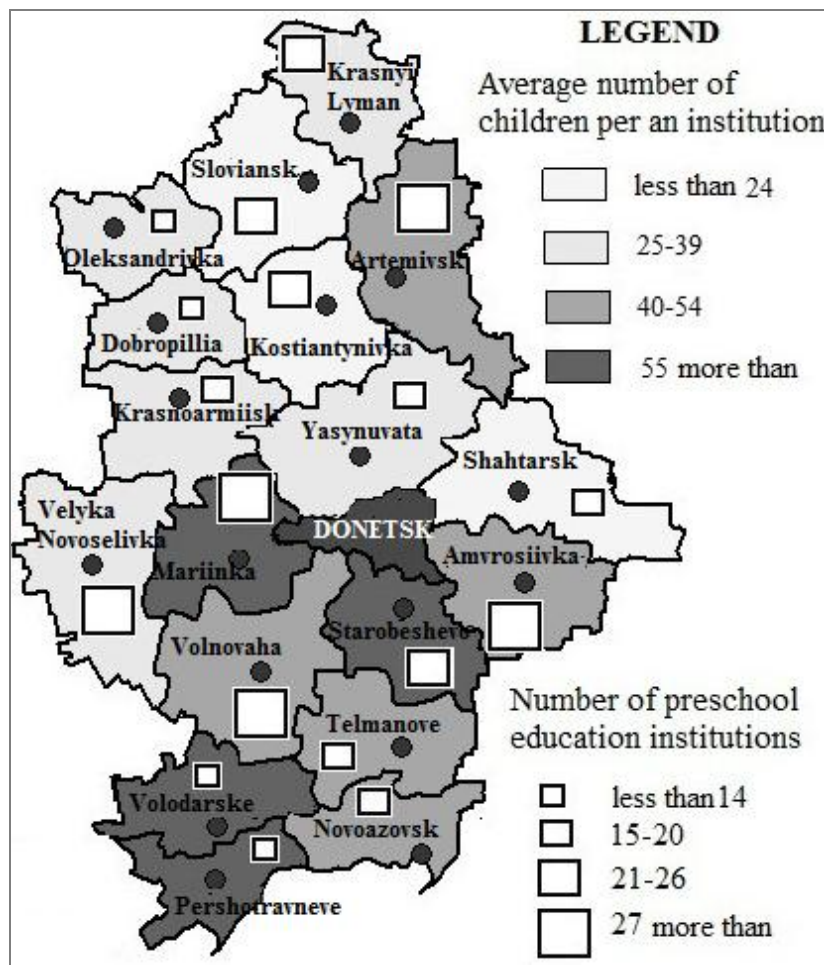 LEGEND
Average number of
children per an institution
less than 24
25-39
40-54
55 more than
Krasnyi
Lyman
Sloviansk
Oleksandrivka
Artemivsk
Dobropillia
Kostiantynivka
Krasnoarmiisk
Yasynuvata
Shahtarsk
Velyka
Novoselivka
DONETSK
Mariinka
Amvrosiivka
Starobeshevo
Volnovaha
Telmanove
Volodarske
Novoazovsk
Pershotravneve
Number of preschool
education institutions
less than 14
15-20
21-26
27 more than